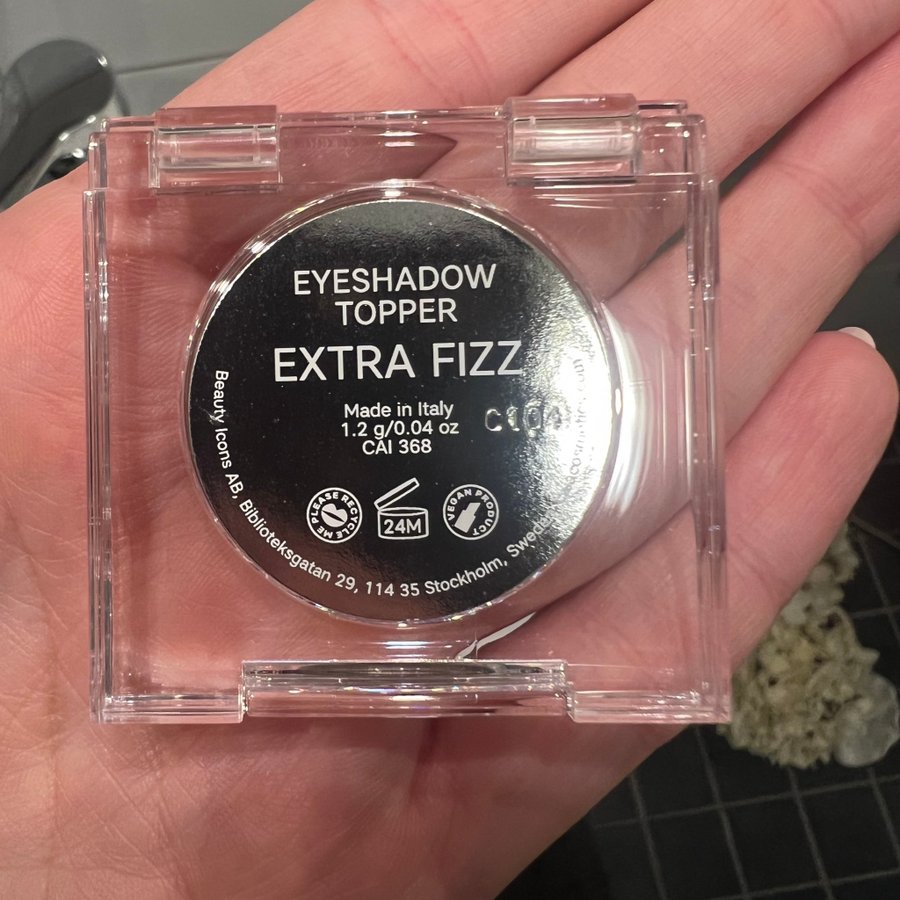 EYESHADOW
TOPPER
EXTRA FIZZ
Made in Italy
1.2 g/0.04 oz
CAI 368
PLEASE RECYCLE ME
24M
VEGAN PRODUCT
Beauty Icons AB, Biblioteksgatan 29, 114 35 Stockholm, Sweden